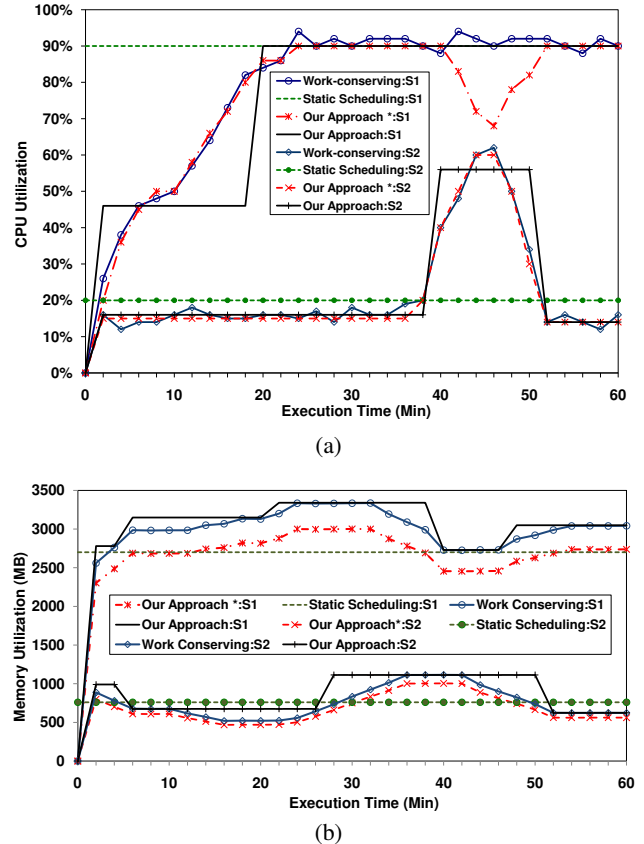 100%
90%
80%
70%
60%
50%
40%
30%
20%
10%
0%
CPU Utilization
Work-conserving:S1
Static Scheduling:S1
Our Approach *:S1
Our Approach:S1
Work-conserving:S2
Static Scheduling:S2
Our Approach *:S2
Our Approach:S2
0 10 20 30 40 50 60
Execution Time (Min)
(a)
3500
3000
2500
2000
1500
1000
500
0
Memory Utilization (MB)
Our Approach *:S1 Static Scheduling:S1 Work Conserving:S1
Our Approach:S1 Our Approach*:S2 Static Scheduling:S2
Work Conserving:S2 Our Approach:S2
0 10 20 30 40 50 60
Execution Time (Min)
(b)